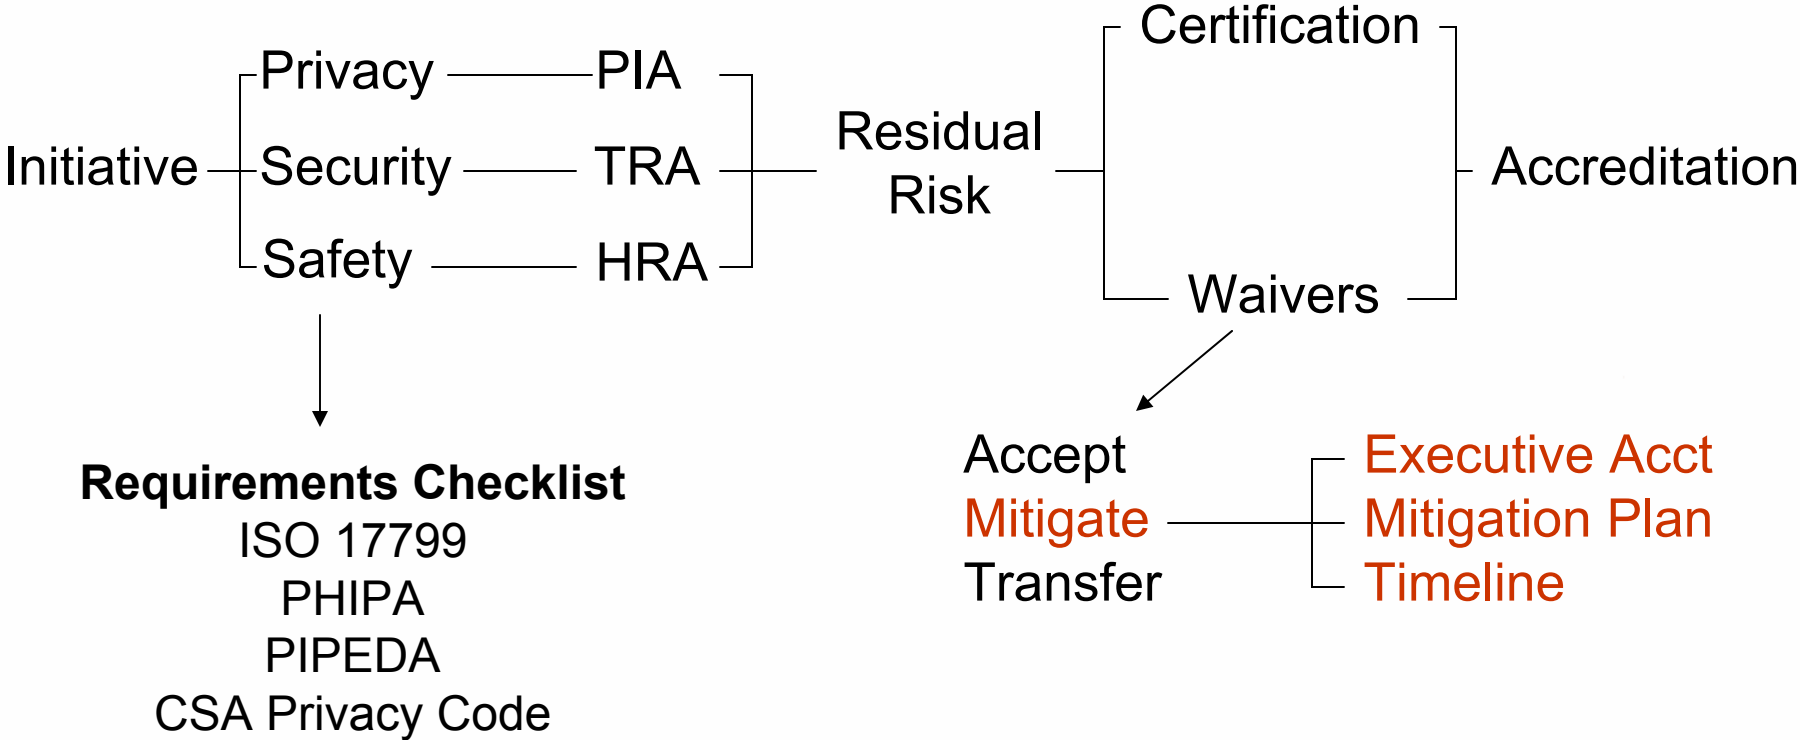 Initiative
Privacy
Security
Safety
PIA
TRA
HRA
Residual
Risk
Certification
Waivers
Accreditation
Requirements Checklist
ISO 17799
PHIPA
PIPEDA
CSA Privacy Code
Accept
Mitigate
Transfer
Executive Acct
Mitigation Plan
Timeline